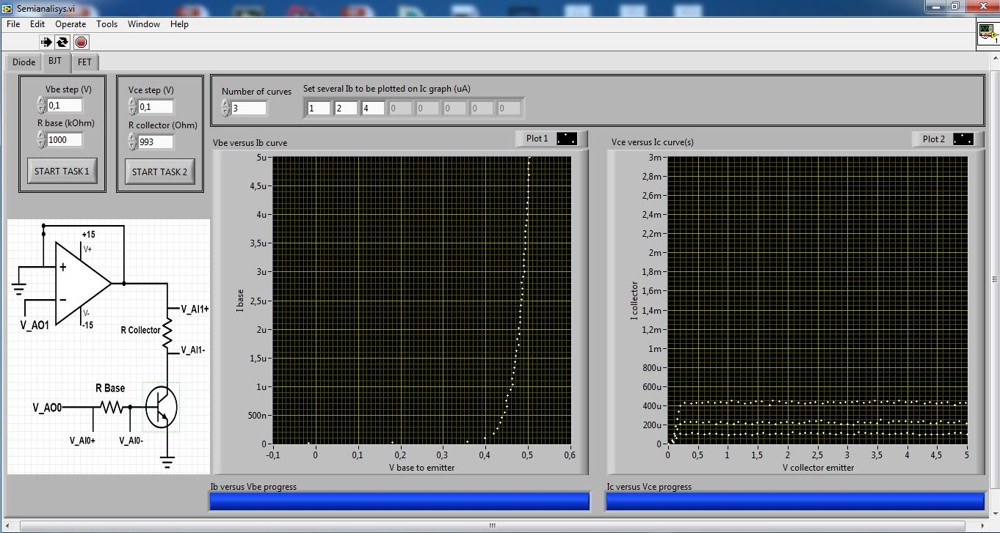 Semianalisys.vi
File Edit Operate Tools Window Help
1
Diode BJT FET
Vbe step (V)
0,1
R base (kOhm)
1000
START TASK 1
Vce step (V)
0,1
R collector (Ohm)
993
START TASK 2
Number of curves
3
Set several Ib to be plotted on Ic graph (uA)
1 2 4 0 0 0 0 0
Vbe versus Ib curve
Plot 1
5u
4,5u
4u
3,5u
3u
2,5u
2u
1,5u
1u
500n
0
I base
-0,1 0 0,1 0,2 0,3 0,4 0,5 0,6
V base to emitter
Vce versus Ic curve(s)
Plot 2
3m
2,8m
2,6m
2,4m
2,2m
2m
1,8m
1,6m
1,4m
1,2m
1m
800u
600u
400u
200u
0
I collector
0 0,5 1 1,5 2 2,5 3 3,5 4 4,5 5
V collector emitter
+15
V+
+
-
V-
-15
V_AO1
V_AI1+
R Collector
V_AI1-
R Base
V_AO0
V_AI0+ V_AI0-
Ib versus Vbe progress
Ic versus Vce progress